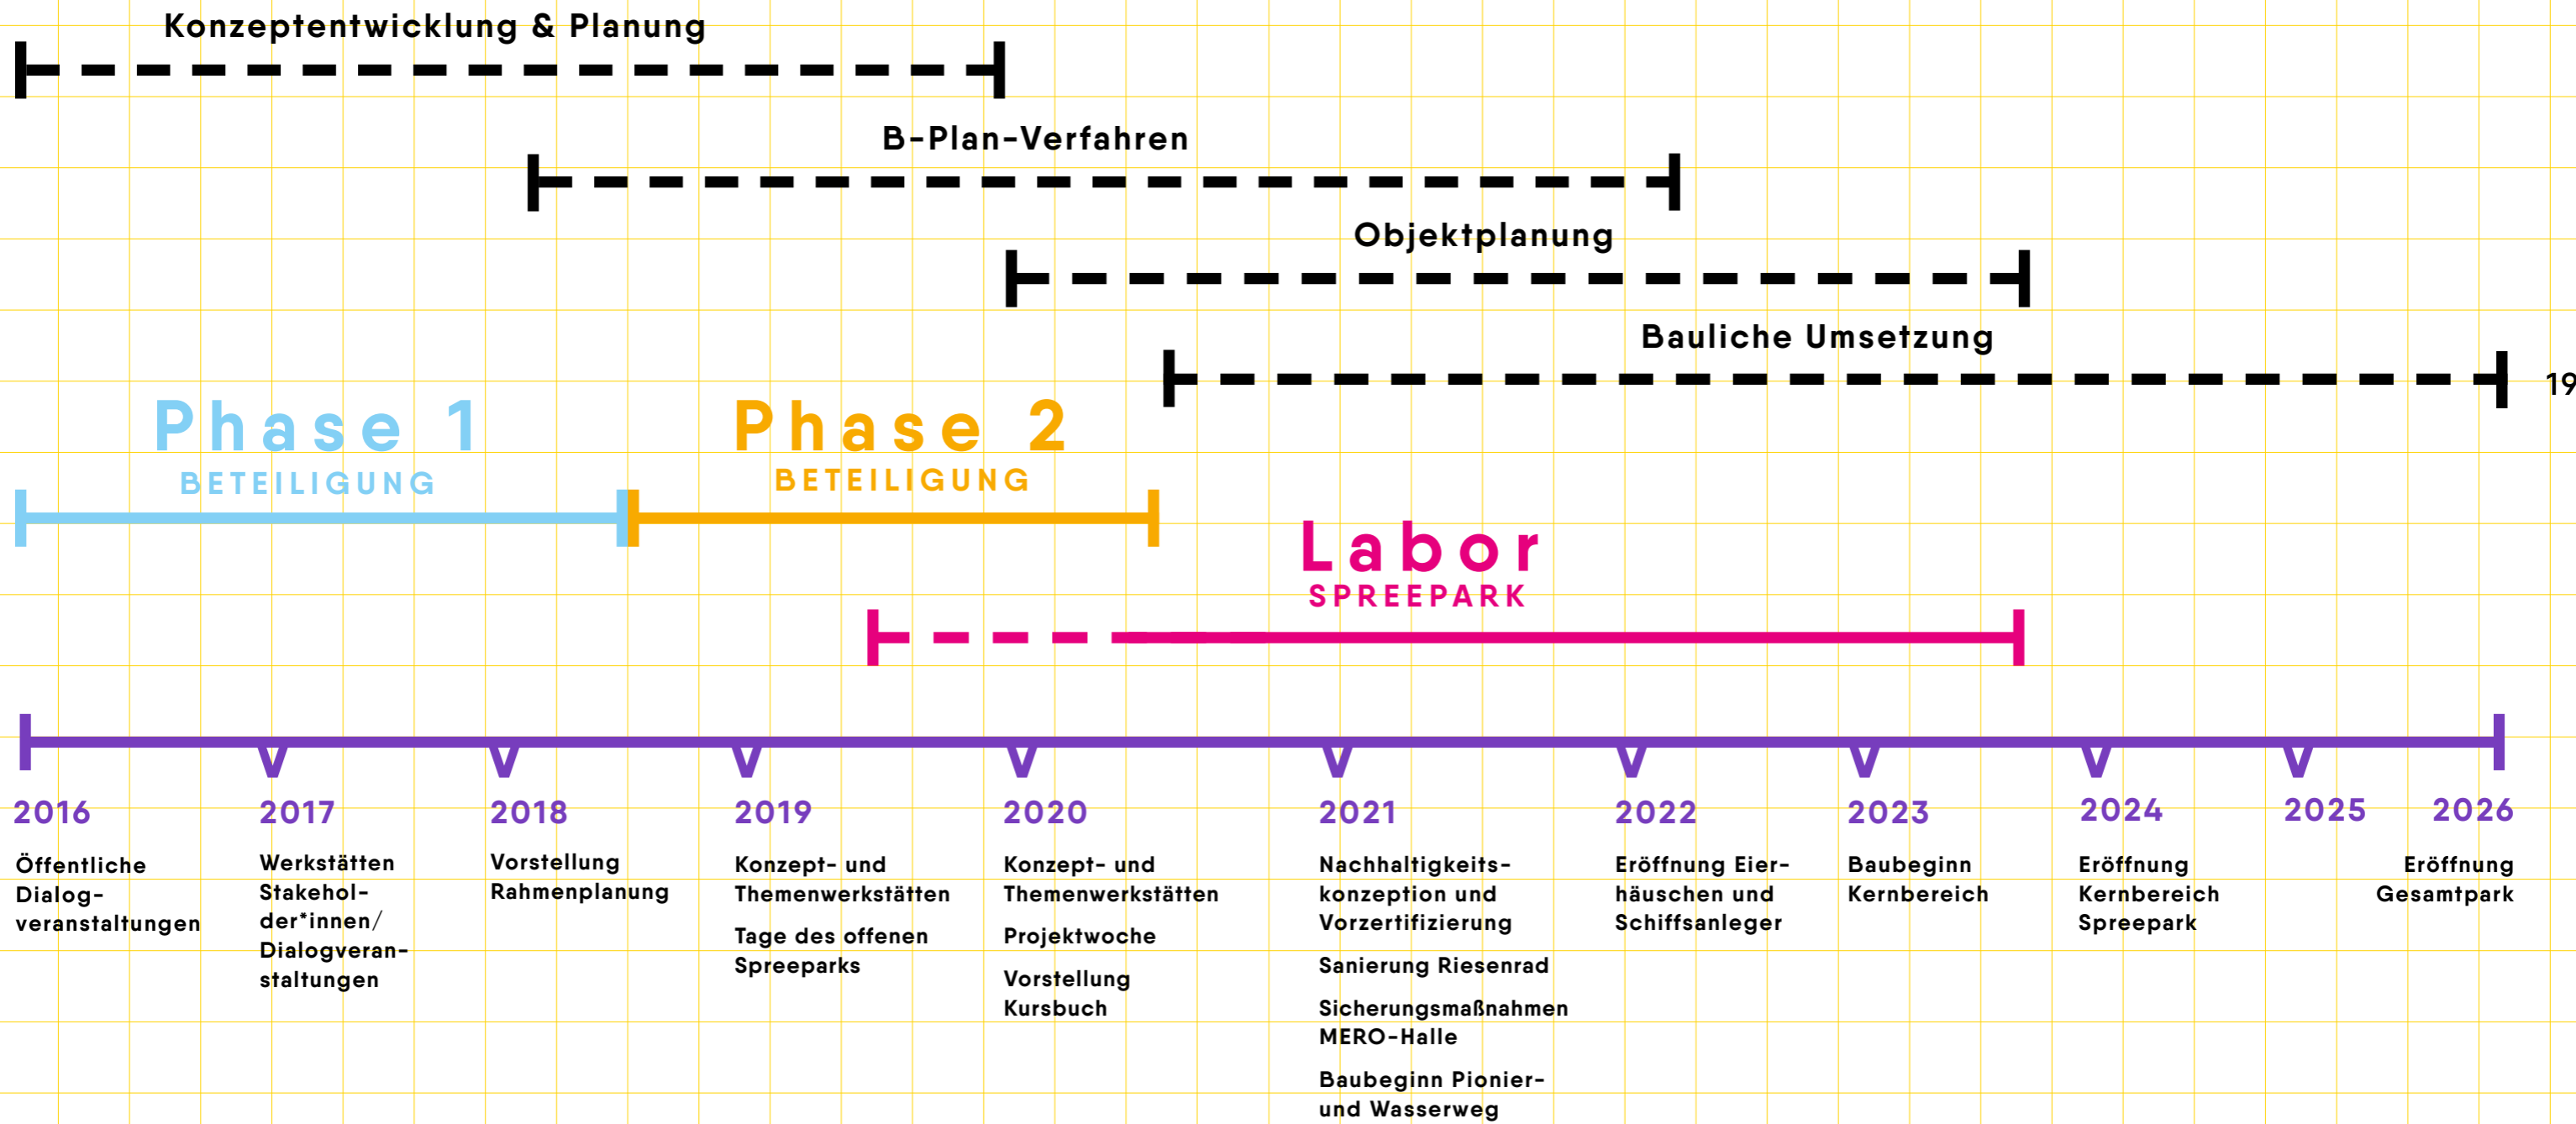 Konzeptentwicklung & Planung
B-Plan-Verfahren
Objektplanung
Bauliche Umsetzung
19
Phase 1
BETEILIGUNG
Phase 2
BETEILIGUNG
Labor
SPREEPARK
2016
Öffentliche
Dialog-
veranstaltungen
2017
Werkstätten
Stakehol-
der*innen/
Dialogveran-
staltungen
2018
Vorstellung
Rahmenplanung
2019
Konzept- und
Themenwerkstätten
Tage des offenen
Spreeparks
2020
Konzept- und
Themenwerkstätten
Projektwoche
Vorstellung
Kursbuch
2021
Nachhaltigkeits-
konzeption und
Vorzertifizierung
Sanierung Riesenrad
Sicherungsmaßnahmen
MERO-Halle
Baubeginn Pionier-
und Wasserweg
2022
Eröffnung Eier-
häuschen und
Schiffsanleger
2023
Baubeginn
Kernbereich
2024
Eröffnung
Kernbereich
Spreepark
2025
2026
Eröffnung
Gesamtpark